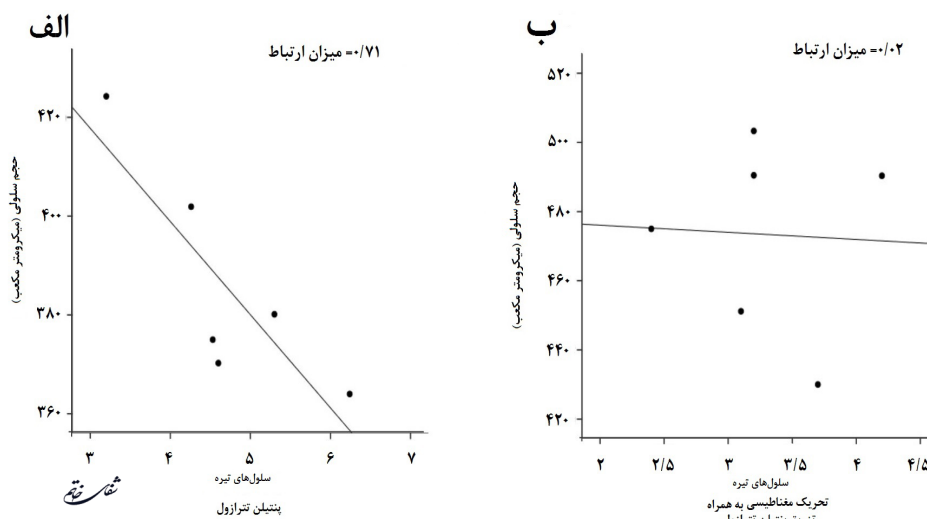 الف
میزان ارتباط =۰/۷۱
۴۲۰
۴۰۰
۳۸۰
۳۶۰
حجم سلولی (میکرومتر مکعب)
۳ ۴ ۵ ۶ ۷
سلول‌های تیره
پنتیلن تترازول
شفای خاتم
ب
میزان ارتباط =۰/۰۲
۵۲۰
۵۰۰
۴۸۰
۴۶۰
۴۴۰
۴۲۰
حجم سلولی (میکرومتر مکعب)
۲ ۲/۵ ۳ ۳/۵ ۴ ۴/۵
سلول‌های تیره
تحریک مغناطیسی به همراه